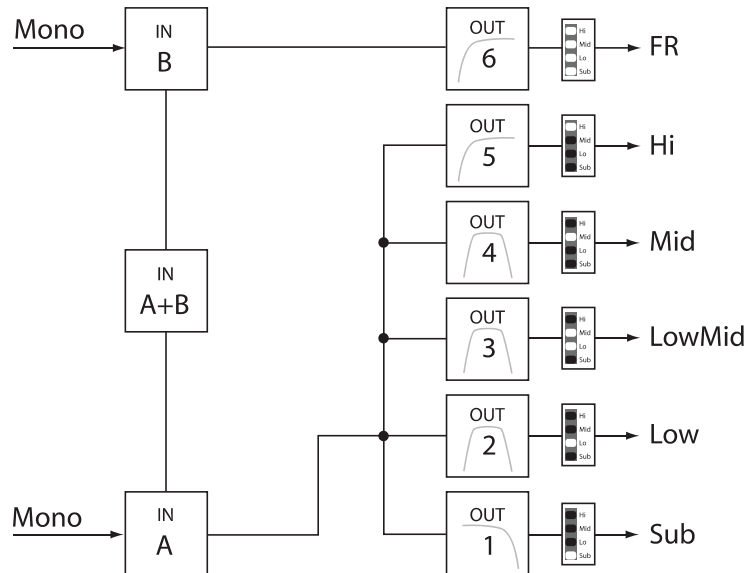 Mono
IN
B
OUT
6
Hi
Mid
Lo
Sub
FR
OUT
5
Hi
Mid
Lo
Sub
Hi
IN
A+B
OUT
4
Hi
Mid
Lo
Sub
Mid
OUT
3
Hi
Mid
Lo
Sub
LowMid
OUT
2
Hi
Mid
Lo
Sub
Low
Mono
IN
A
OUT
1
Hi
Mid
Lo
Sub
Sub